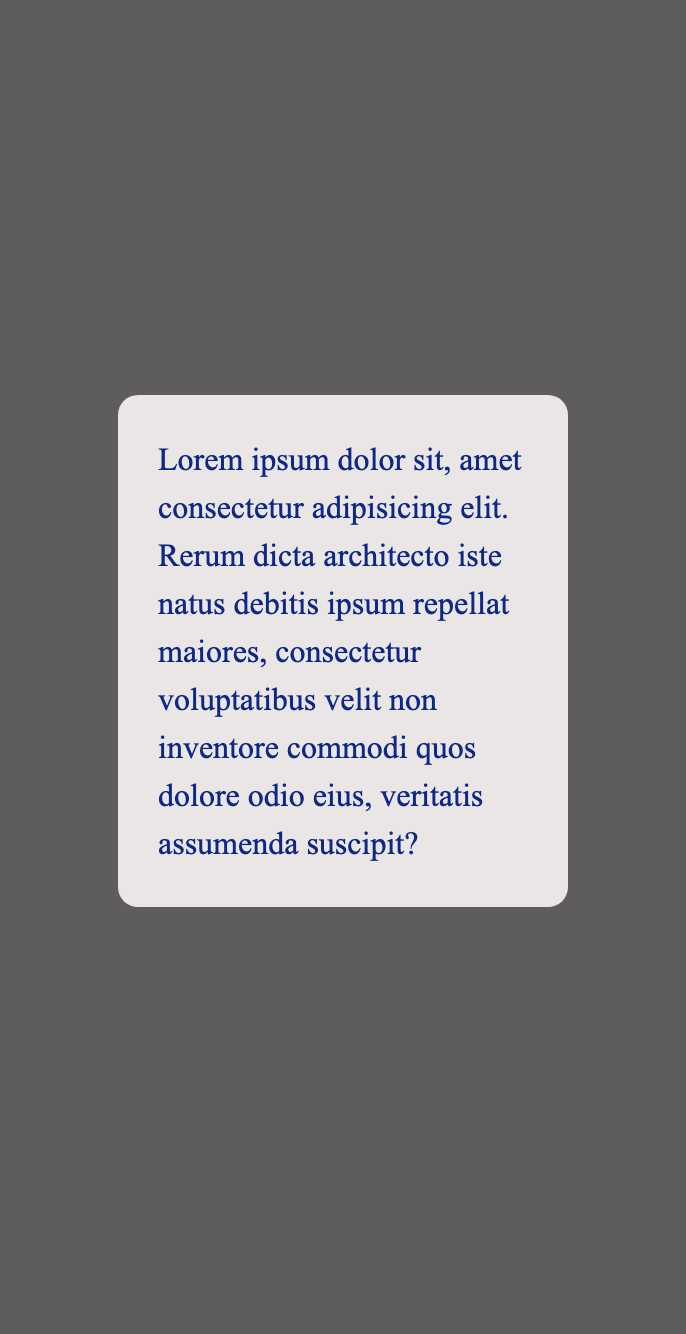 Lorem ipsum dolor sit, amet
consectetur adipisicing elit.
Rerum dicta architecto iste
natus debitis ipsum repellat
maiores, consectetur
voluptatibus velit non
inventore commodi quos
dolore odio eius, veritatis
assumenda suscipit?